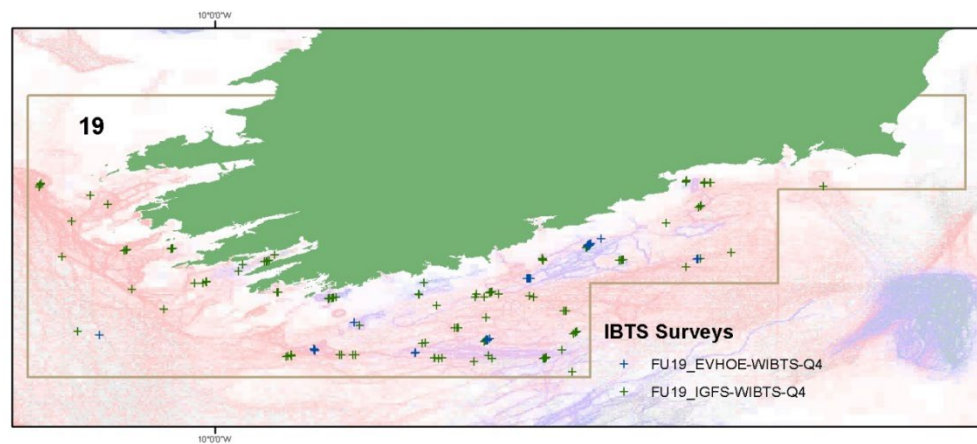 10°0'0"W
19
IBTS Surveys
FU19_EVHOE-WIBTS-Q4
FU19_IGFS-WIBTS-Q4
10°0'0"W